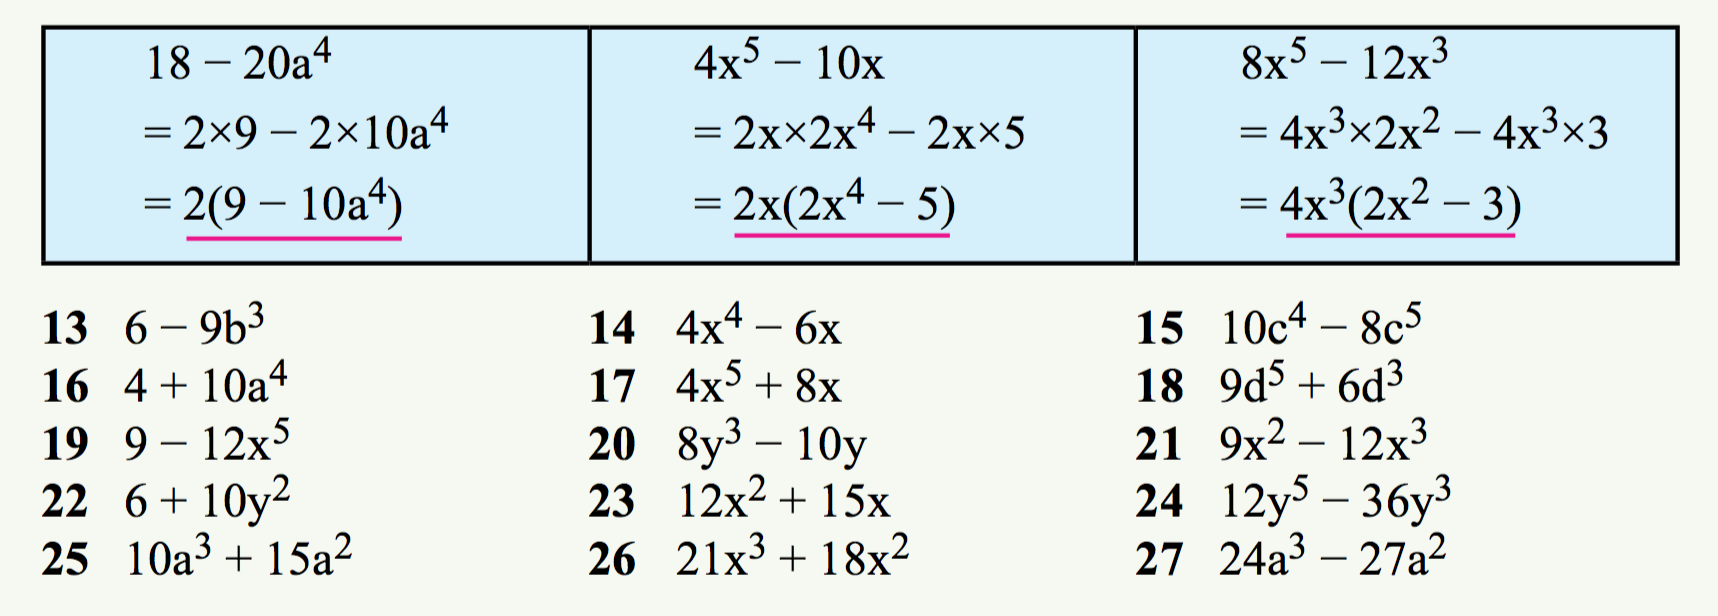 18 – 20a⁴
= 2×9 – 2×10a⁴
= 2(9 – 10a⁴)
4x⁵ – 10x
= 2x×2x⁴ – 2x×5
= 2x(2x⁴ – 5)
8x⁵ – 12x³
= 4x³×2x² – 4x³×3
= 4x³(2x² – 3)
13 6 – 9b³ 14 4x⁴ – 6x 15 10c⁴ – 8c⁵
16 4 + 10a⁴ 17 4x⁵ + 8x 18 9d⁵ + 6d³
19 9 – 12x⁵ 20 8y³ – 10y 21 9x² – 12x³
22 6 + 10y² 23 12x² + 15x 24 12y⁵ – 36y³
25 10a³ + 15a² 26 21x³ + 18x² 27 24a³ – 27a²